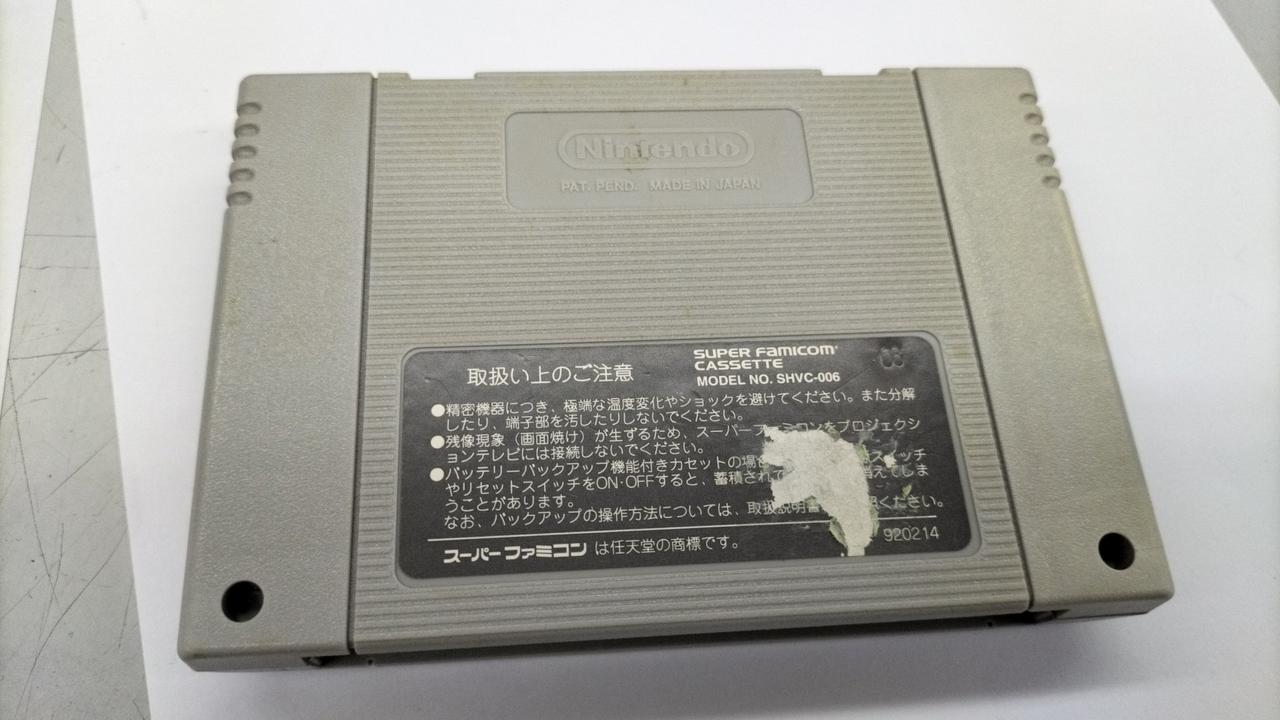 Nintendo
PAT. PEND. MADE IN JAPAN
取扱い上のご注意
SUPER FAMICOM
CASSETTE
MODEL NO. SHVC-006
●精密機器につき、極端な温度変化やショックを避けてください。また分解
したり、端子部を汚したりしないでください。
●残像現象（画面焼け）が生ずるため、スーパーファミコンをプロジェクシ
ョンテレビには接続しないでください。
●バッテリーバックアップ機能付きカセットの場合 スイッチ
やリセットスイッチをON・OFFすると、蓄積されて 消えてしま
うことがあります。
なお、バックアップの操作方法については、取扱説明書 ください。
スーパーファミコン は任天堂の商標です。
920214